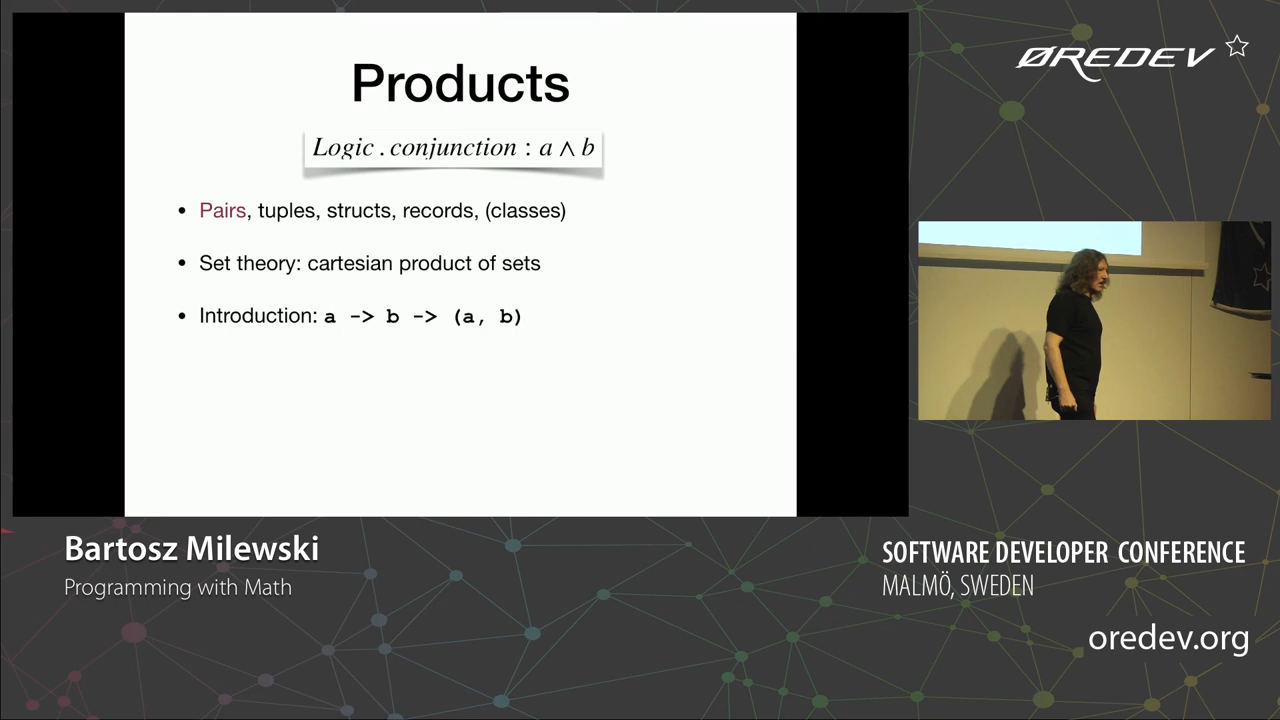 Products
Logic . conjunction : a ∧ b
• Pairs, tuples, structs, records, (classes)
• Set theory: cartesian product of sets
• Introduction: a -> b -> (a, b)
ØREDEV
Bartosz Milewski
Programming with Math
SOFTWARE DEVELOPER CONFERENCE
MALMÖ, SWEDEN
oredev.org